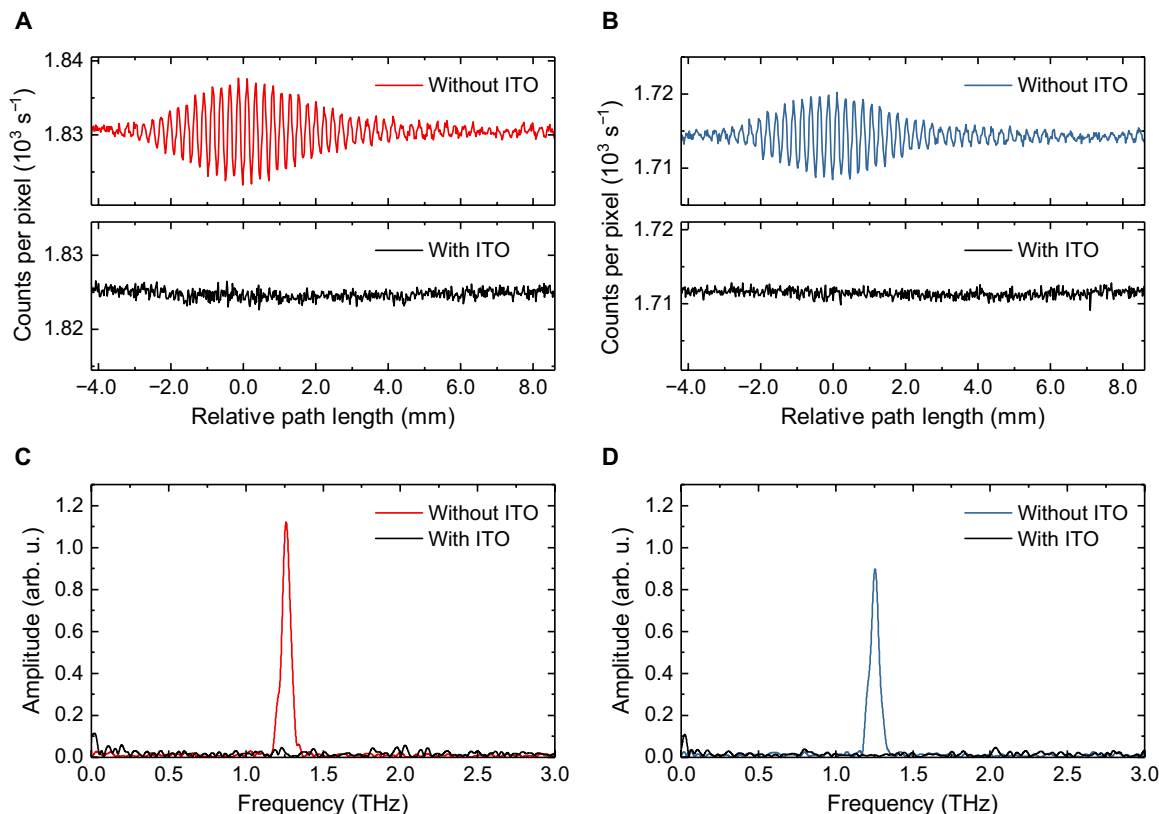 A
1.84
1.83
Without ITO
1.83
1.82
With ITO
Counts per pixel (10³ s⁻¹)
−4.0 −2.0 0.0 2.0 4.0 6.0 8.0
Relative path length (mm)
B
1.72
1.71
Without ITO
1.72
1.71
With ITO
Counts per pixel (10³ s⁻¹)
−4.0 −2.0 0.0 2.0 4.0 6.0 8.0
Relative path length (mm)
C
1.2
1.0
0.8
0.6
0.4
0.2
0.0
Amplitude (arb. u.)
Without ITO
With ITO
0.0 0.5 1.0 1.5 2.0 2.5 3.0
Frequency (THz)
D
1.2
1.0
0.8
0.6
0.4
0.2
0.0
Amplitude (arb. u.)
Without ITO
With ITO
0.0 0.5 1.0 1.5 2.0 2.5 3.0
Frequency (THz)